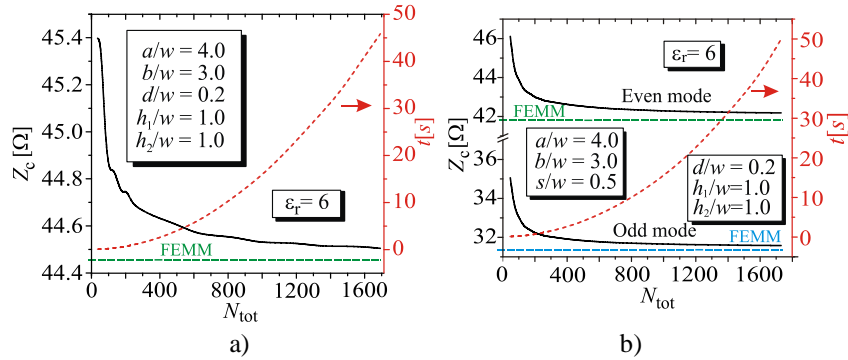 45.4
45.2
45.0
44.8
44.6
44.4
Z_c [Ω]
a/w = 4.0
b/w = 3.0
d/w = 0.2
h_1/w = 1.0
h_2/w = 1.0
ε_r= 6
FEMM
50
40
30
20
10
0
t[s]
0 400 800 1200 1600
N_tot
a)
46
44
42
36
34
32
Z_c [Ω]
ε_r= 6
Even mode
FEMM
a/w = 4.0
b/w = 3.0
s/w = 0.5
d/w = 0.2
h_1/w=1.0
h_2/w=1.0
Odd mode
FEMM
50
40
30
20
10
0
t[s]
0 400 800 1200 1600
N_tot
b)